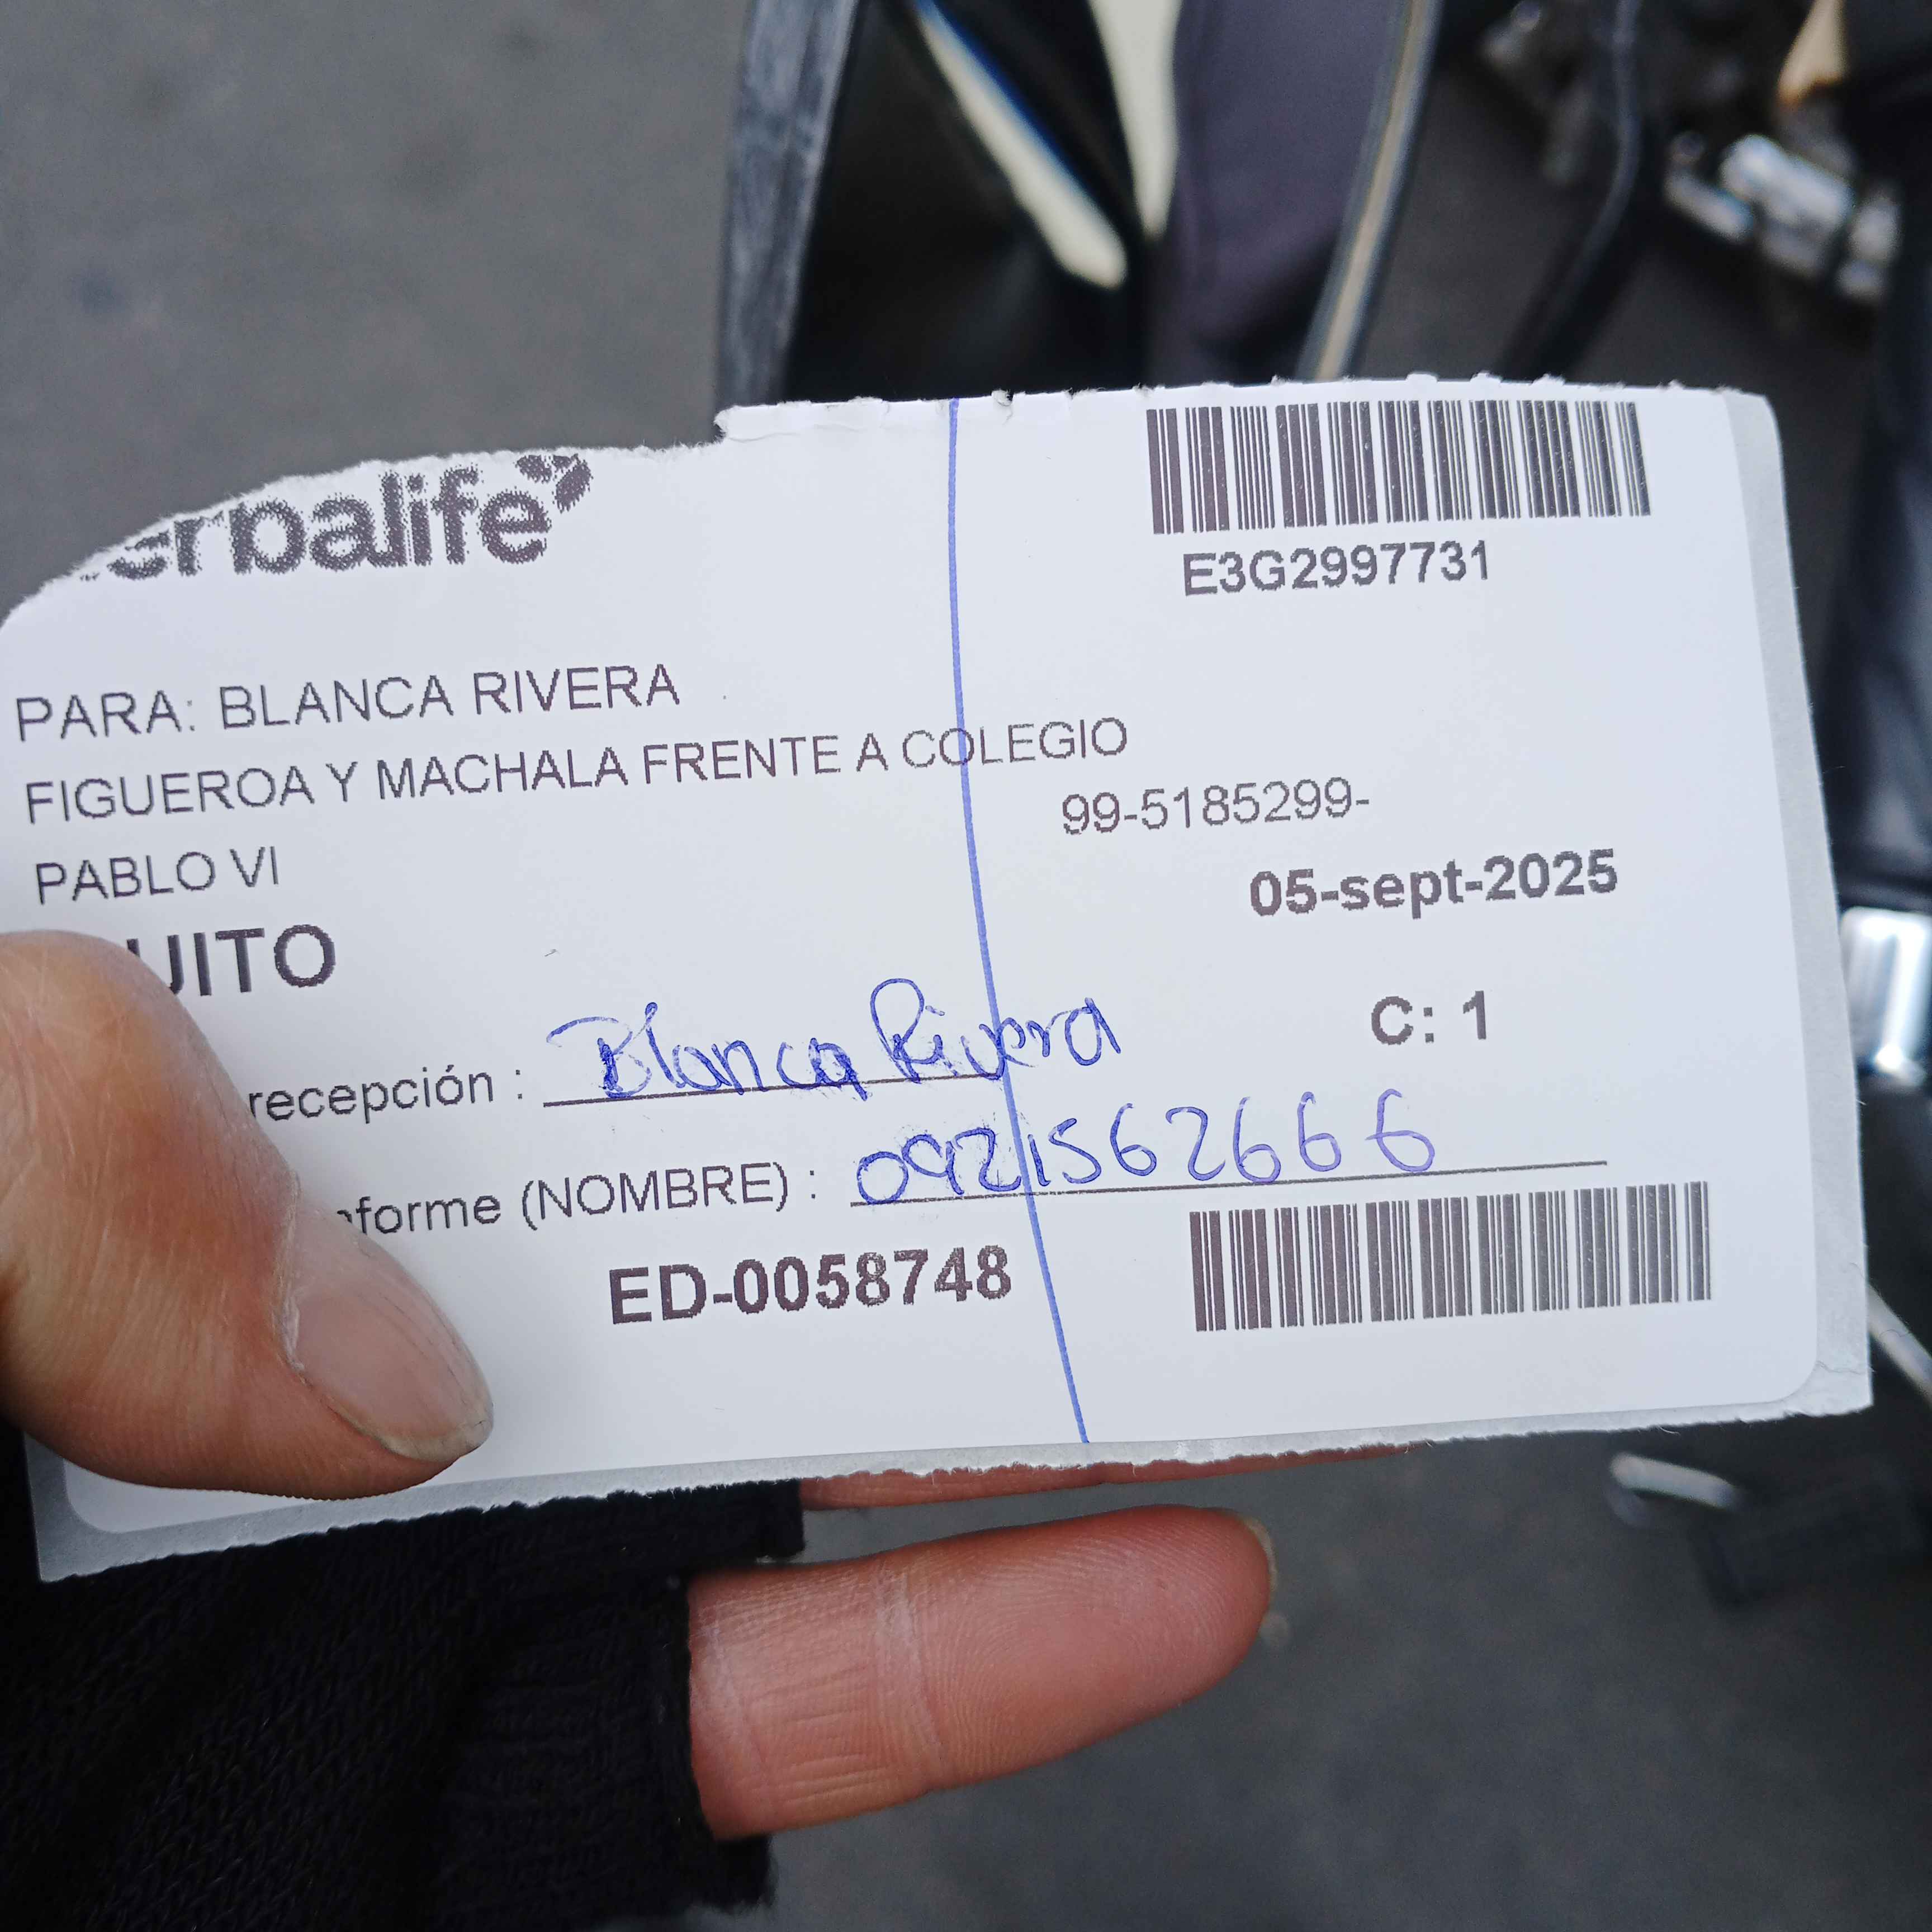 erbalife
E3G2997731
PARA: BLANCA RIVERA
FIGUEROA Y MACHALA FRENTE A COLEGIO
99-5185299-
PABLO VI
05-sept-2025
UITO
C: 1
recepción : Blanca Rivera
nforme (NOMBRE) : 0921562666
ED-0058748